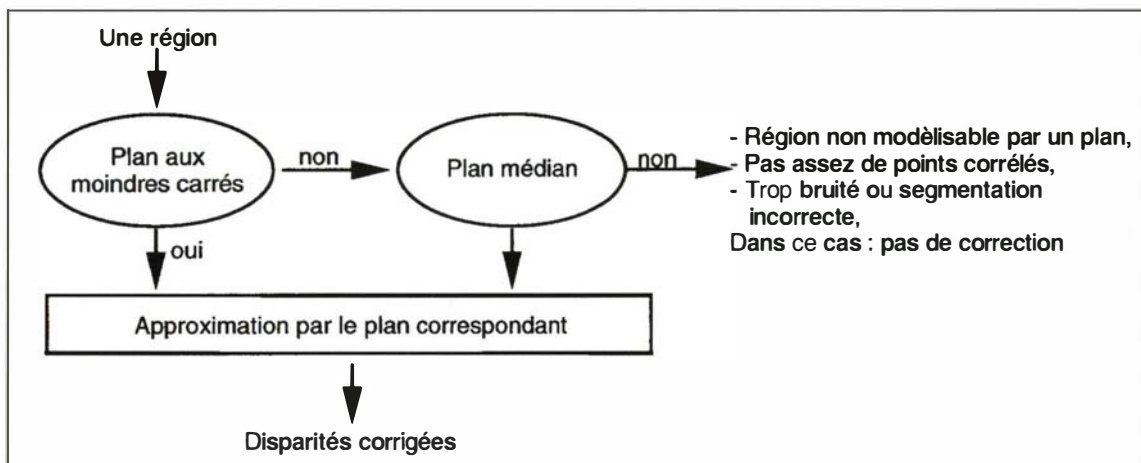 Une région
Plan aux
moindres carrés
non
Plan médian
non
- Région non modèlisable par un plan,
- Pas assez de points corrélés,
- Trop bruité ou segmentation
incorrecte,
Dans ce cas : pas de correction
oui
Approximation par le plan correspondant
Disparités corrigées